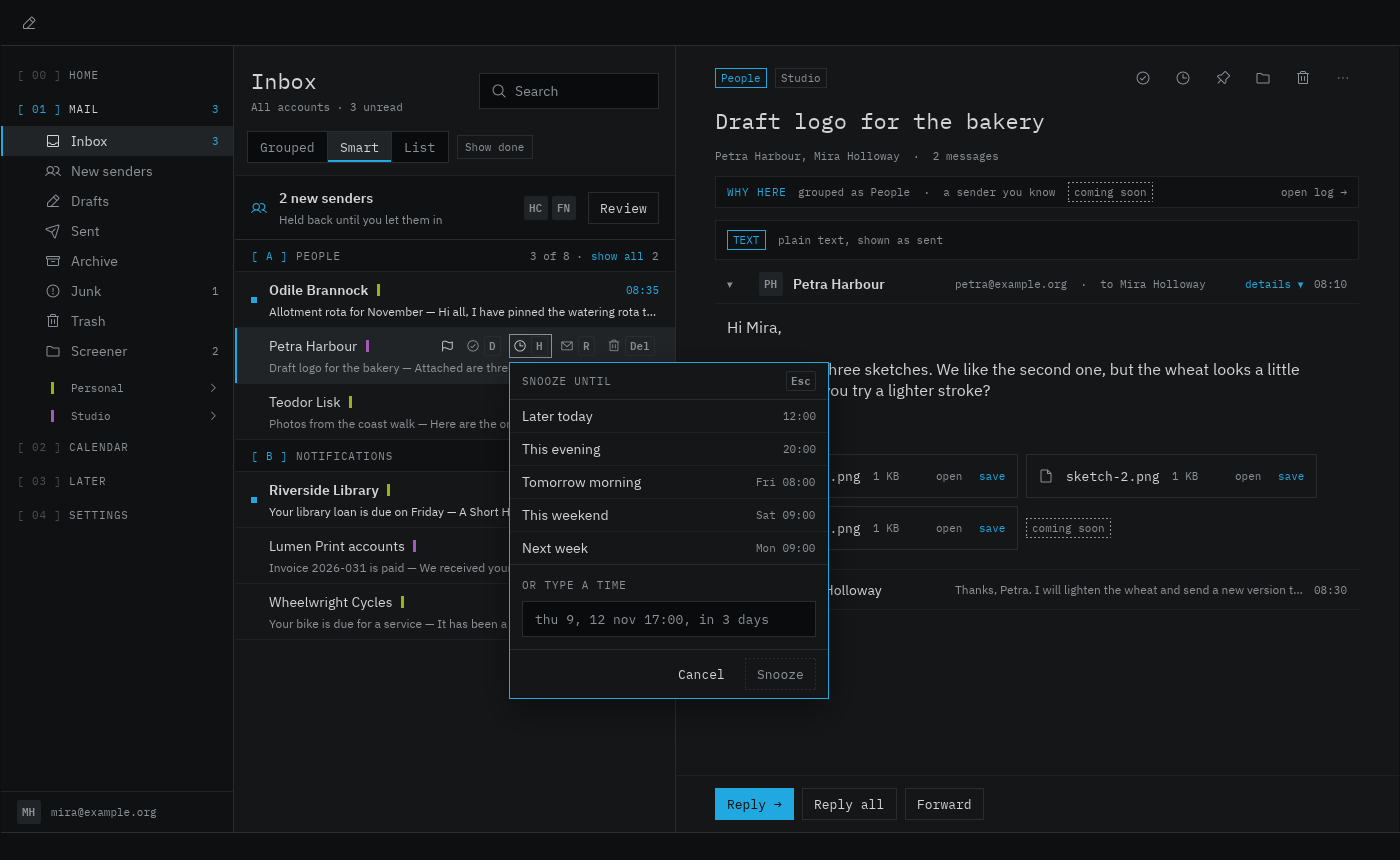 [ 00 ] HOME
[ 01 ] MAIL 3
Inbox 3
New senders
Drafts
Sent
Archive
Junk 1
Trash
Screener 2
Personal
Studio
[ 02 ] CALENDAR
[ 03 ] LATER
[ 04 ] SETTINGS
MH mira@example.org
Inbox
All accounts · 3 unread
Search
Grouped Smart List Show done
2 new senders
Held back until you let them in
HC FN Review
[ A ] PEOPLE 3 of 8 · show all 2
Odile Brannock 08:35
Allotment rota for November — Hi all, I have pinned the watering rota t…
Petra Harbour D H R Del
Draft logo for the bakery — Attached are thre
Teodor Lisk
Photos from the coast walk — Here are the o
[ B ] NOTIFICATIONS
Riverside Library
Your library loan is due on Friday — A Short H
Lumen Print accounts
Invoice 2026-031 is paid — We received you
Wheelwright Cycles
Your bike is due for a service — It has been a
SNOOZE UNTIL Esc
Later today 12:00
This evening 20:00
Tomorrow morning Fri 08:00
This weekend Sat 09:00
Next week Mon 09:00
OR TYPE A TIME
thu 9, 12 nov 17:00, in 3 days
Cancel Snooze
People Studio
Draft logo for the bakery
Petra Harbour, Mira Holloway · 2 messages
WHY HERE grouped as People · a sender you know coming soon open log →
TEXT plain text, shown as sent
PH Petra Harbour petra@example.org · to Mira Holloway details ▾ 08:10
Hi Mira,
hree sketches. We like the second one, but the wheat looks a little
you try a lighter stroke?
.png 1 KB open save
sketch-2.png 1 KB open save
.png 1 KB open save
coming soon
Holloway Thanks, Petra. I will lighten the wheat and send a new version t… 08:30
Reply → Reply all Forward